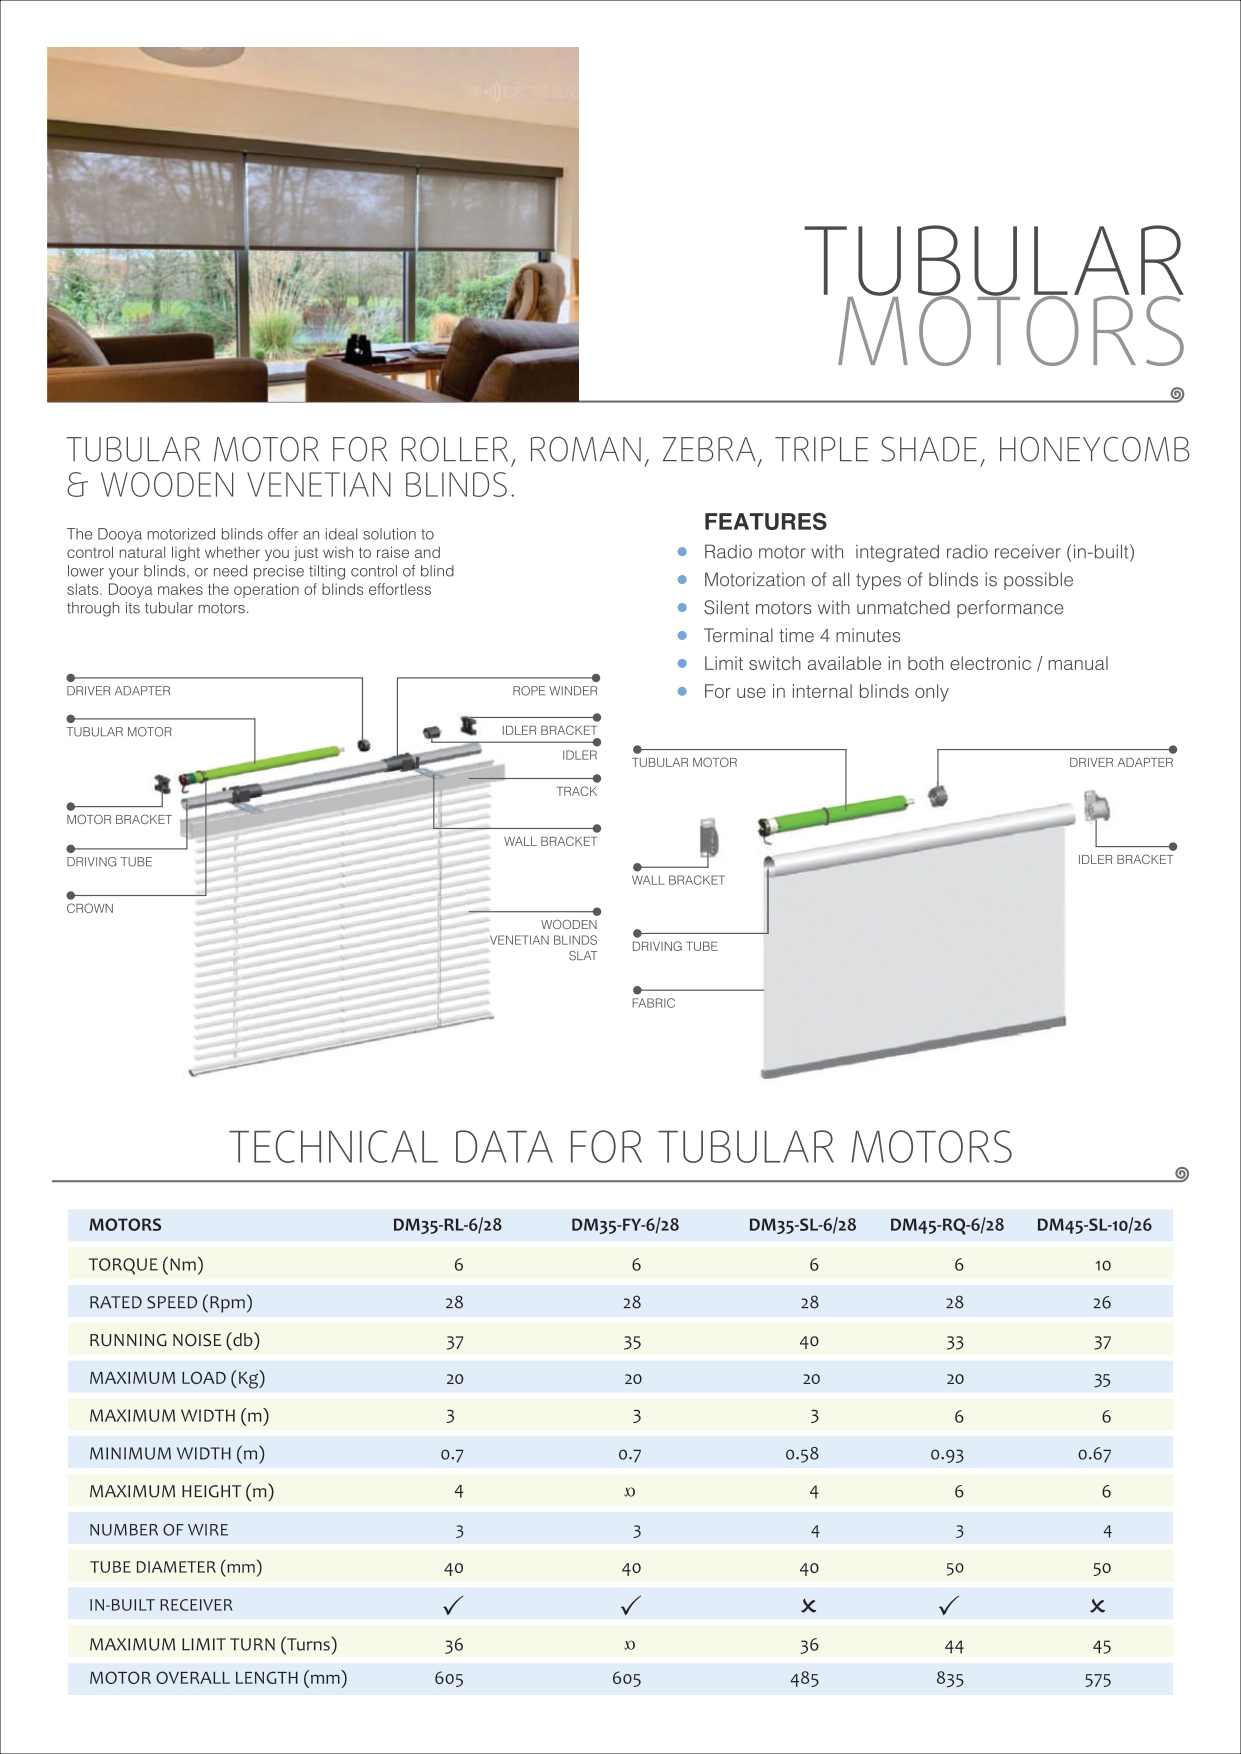 TUBULAR
MOTORS
TUBULAR MOTOR FOR ROLLER, ROMAN, ZEBRA, TRIPLE SHADE, HONEYCOMB
& WOODEN VENETIAN BLINDS.
The Dooya motorized blinds offer an ideal solution to
control natural light whether you just wish to raise and
lower your blinds, or need precise tilting control of blind
slats. Dooya makes the operation of blinds effortless
through its tubular motors.
FEATURES
Radio motor with integrated radio receiver (in-built)
Motorization of all types of blinds is possible
Silent motors with unmatched performance
Terminal time 4 minutes
Limit switch available in both electronic / manual
For use in internal blinds only
DRIVER ADAPTER
TUBULAR MOTOR
MOTOR BRACKET
DRIVING TUBE
CROWN
ROPE WINDER
IDLER BRACKET
IDLER
TRACK
WALL BRACKET
WOODEN
VENETIAN BLINDS
SLAT
TUBULAR MOTOR
WALL BRACKET
DRIVING TUBE
FABRIC
DRIVER ADAPTER
IDLER BRACKET
TECHNICAL DATA FOR TUBULAR MOTORS
MOTORS DM35-RL-6/28 DM35-FY-6/28 DM35-SL-6/28 DM45-RQ-6/28 DM45-SL-10/26
TORQUE (Nm) 6 6 6 6 10
RATED SPEED (Rpm) 28 28 28 28 26
RUNNING NOISE (db) 37 35 40 33 37
MAXIMUM LOAD (Kg) 20 20 20 20 35
MAXIMUM WIDTH (m) 3 3 3 6 6
MINIMUM WIDTH (m) 0.7 0.7 0.58 0.93 0.67
MAXIMUM HEIGHT (m) 4 ∞ 4 6 6
NUMBER OF WIRE 3 3 4 3 4
TUBE DIAMETER (mm) 40 40 40 50 50
IN-BUILT RECEIVER ✓ ✓ ✗ ✓ ✗
MAXIMUM LIMIT TURN (Turns) 36 ∞ 36 44 45
MOTOR OVERALL LENGTH (mm) 605 605 485 835 575